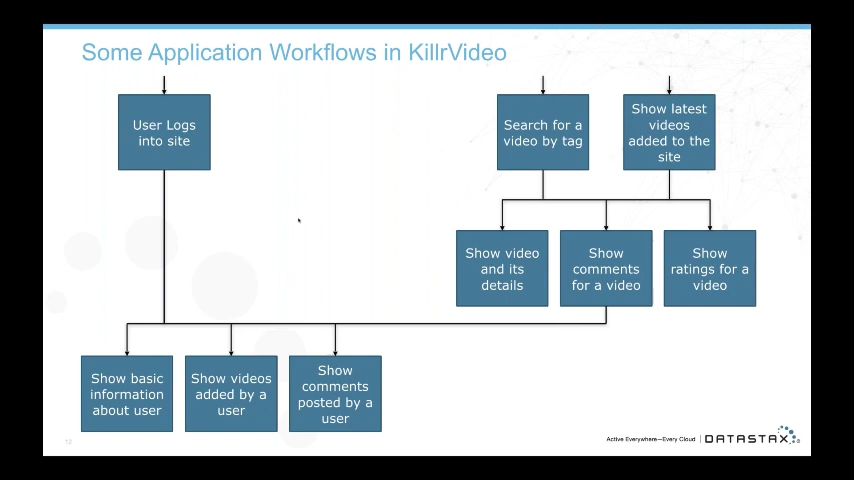 Some Application Workflows in KillrVideo
User Logs
into site
Search for a
video by tag
Show latest
videos
added to the
site
Show video
and its
details
Show
comments
for a video
Show
ratings for a
video
Show basic
information
about user
Show videos
added by a
user
Show
comments
posted by a
user
12
Active Everywhere—Every Cloud
DATASTAX